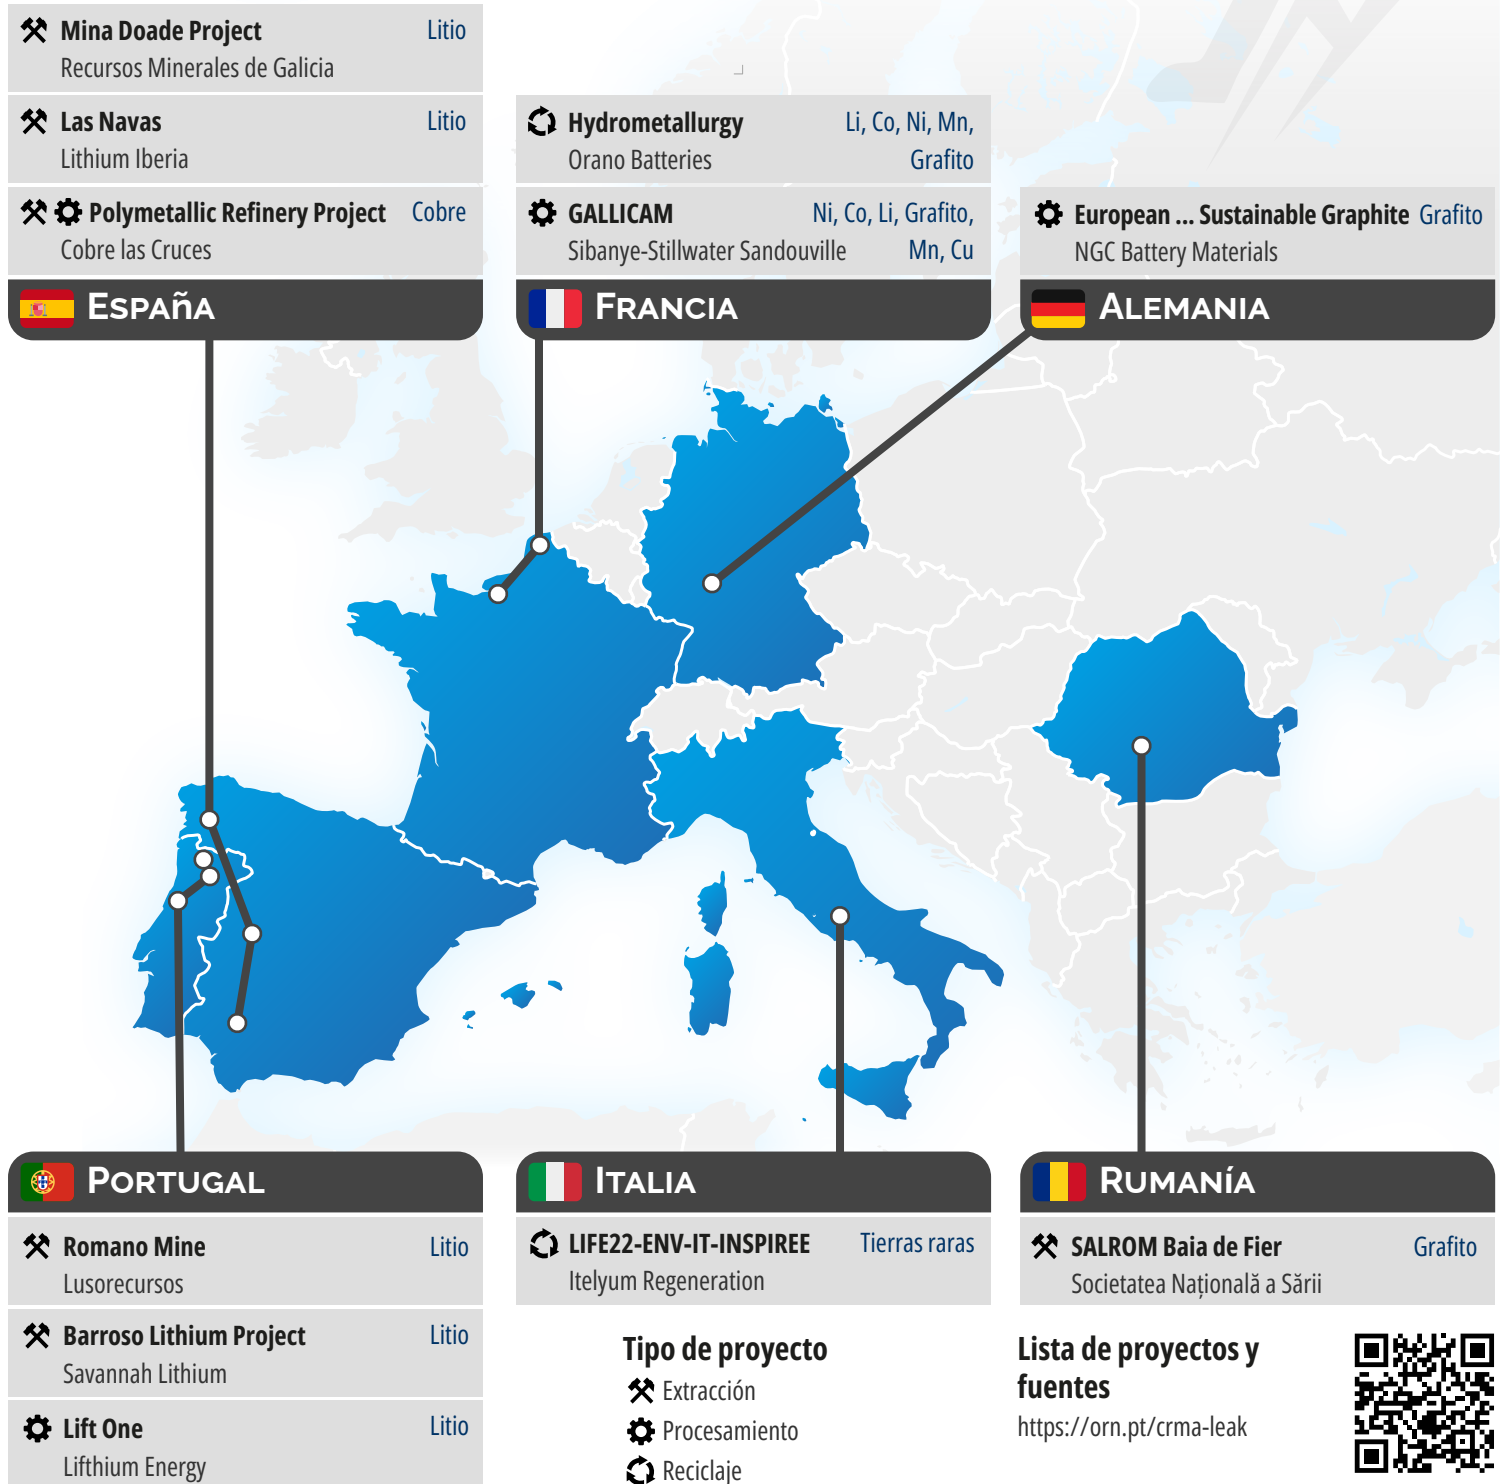 Mina Doade Project Litio
Recursos Minerales de Galicia
Las Navas Litio
Lithium Iberia
Polymetallic Refinery Project Cobre
Cobre las Cruces
España
Hydrometallurgy Li, Co, Ni, Mn,
Orano Batteries Grafito
GALLICAM Ni, Co, Li, Grafito,
Sibanye-Stillwater Sandouville Mn, Cu
Francia
European ... Sustainable Graphite Grafito
NGC Battery Materials
Alemania
Portugal
Romano Mine Litio
Lusorecursos
Barroso Lithium Project Litio
Savannah Lithium
Lift One Litio
Lifthium Energy
Italia
LIFE22-ENV-IT-INSPIREE Tierras raras
Itelyum Regeneration
Rumanía
SALROM Baia de Fier Grafito
Societatea Națională a Sării
Tipo de proyecto
Extracción
Procesamiento
Reciclaje
Lista de proyectos y
fuentes
https://orn.pt/crma-leak